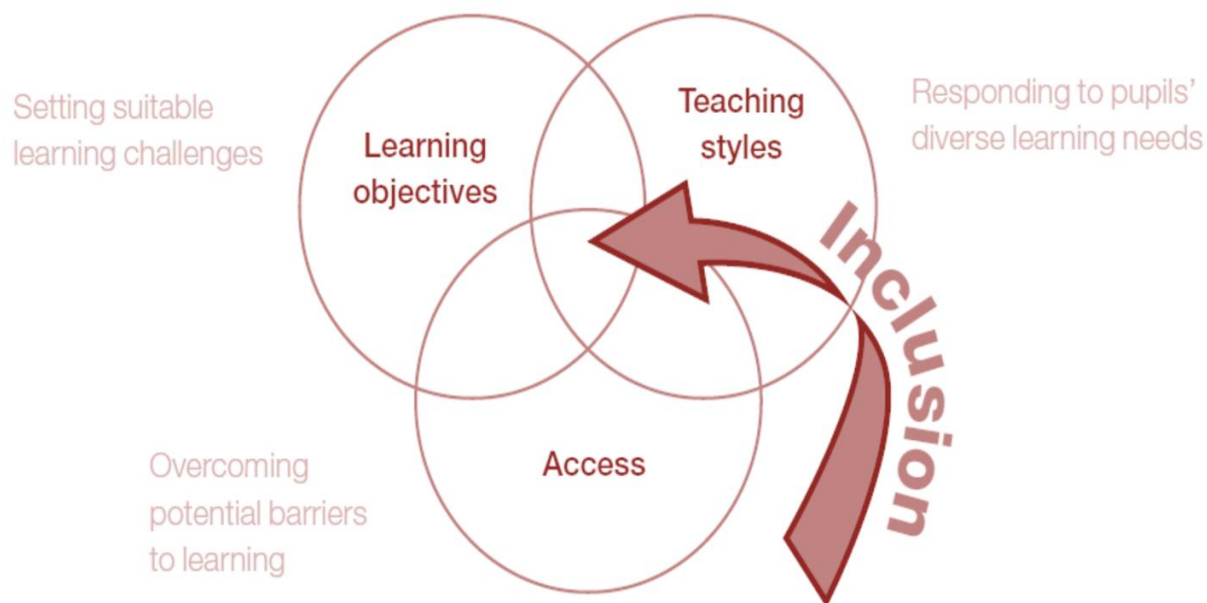 Setting suitable
learning challenges
Learning
objectives
Teaching
styles
Responding to pupils’
diverse learning needs
Inclusion
Access
Overcoming
potential barriers
to learning